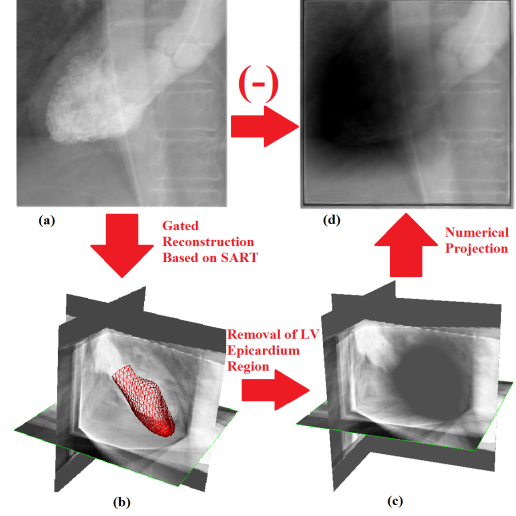 (-)
(a)
(d)
Gated
Reconstruction
Based on SART
Numerical
Projection
Removal of LV
Epicardium
Region
(b)
(c)